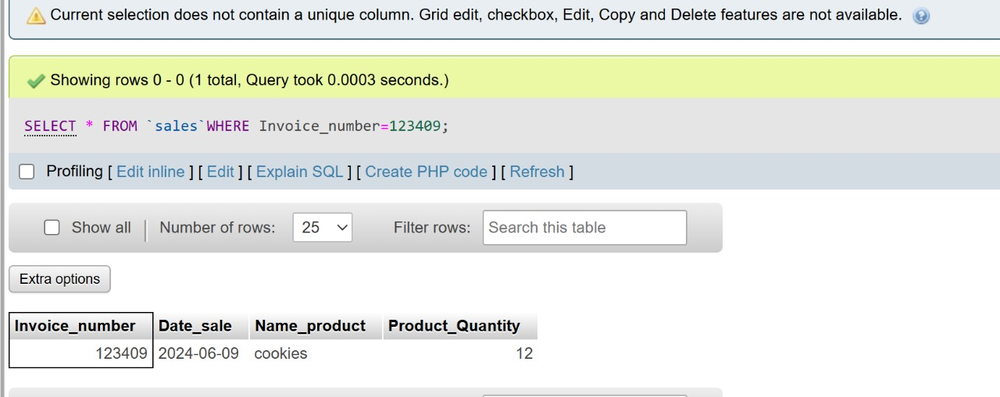 Current selection does not contain a unique column. Grid edit, checkbox, Edit, Copy and Delete features are not available.
Showing rows 0 - 0 (1 total, Query took 0.0003 seconds.)
SELECT * FROM `sales`WHERE Invoice_number=123409;
Profiling [ Edit inline ] [ Edit ] [ Explain SQL ] [ Create PHP code ] [ Refresh ]
Show all | Number of rows: 25 Filter rows: Search this table
Extra options
Invoice_number Date_sale Name_product Product_Quantity
123409 2024-06-09 cookies 12